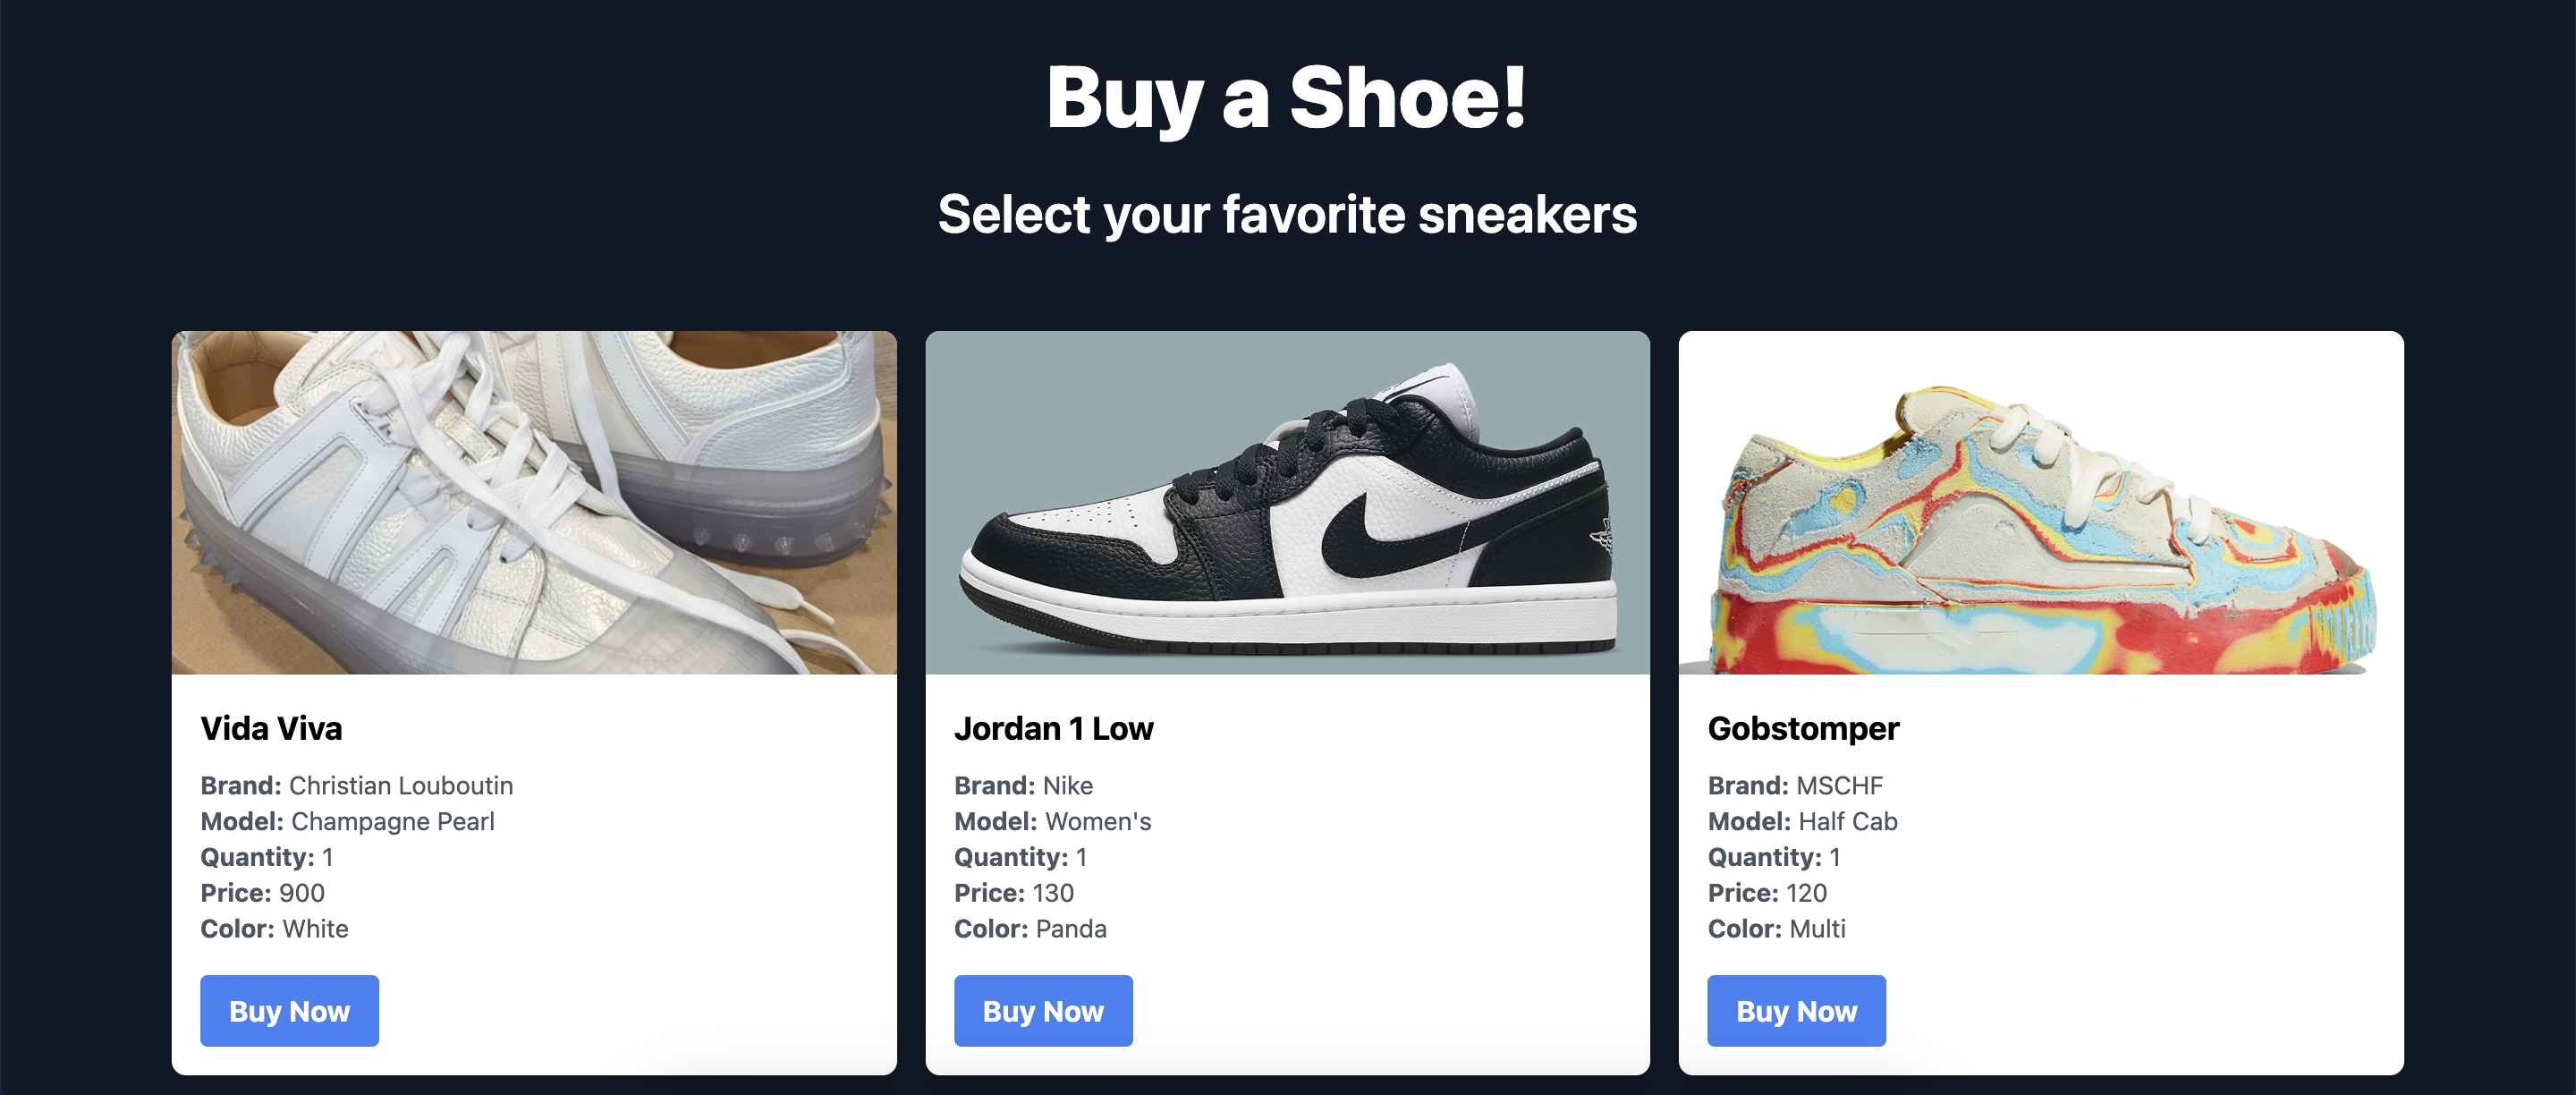 Buy a Shoe!
Select your favorite sneakers
Vida Viva
Brand: Christian Louboutin
Model: Champagne Pearl
Quantity: 1
Price: 900
Color: White
Buy Now
Jordan 1 Low
Brand: Nike
Model: Women's
Quantity: 1
Price: 130
Color: Panda
Buy Now
Gobstomper
Brand: MSCHF
Model: Half Cab
Quantity: 1
Price: 120
Color: Multi
Buy Now